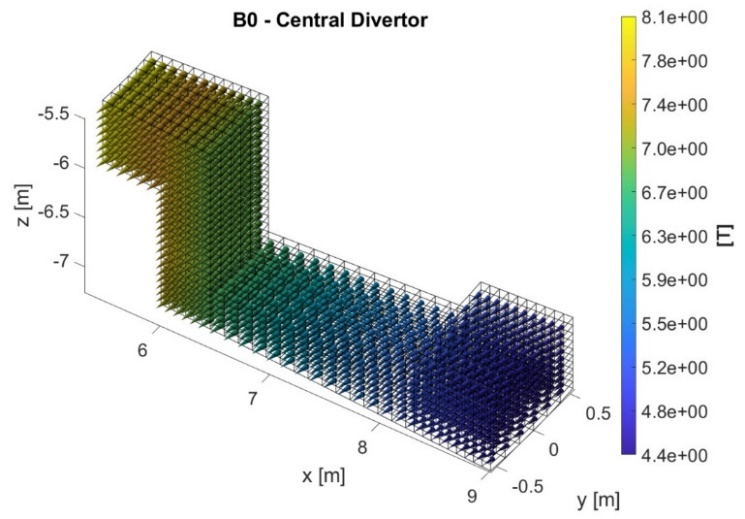 B0 - Central Divertor
8.1e+00
7.8e+00
7.4e+00
7.0e+00
6.7e+00
6.3e+00
5.9e+00
5.5e+00
5.2e+00
4.8e+00
4.4e+00
[T]
-5.5
-6
-6.5
-7
z [m]
6
7
8
9
x [m]
0.5
0
-0.5
y [m]